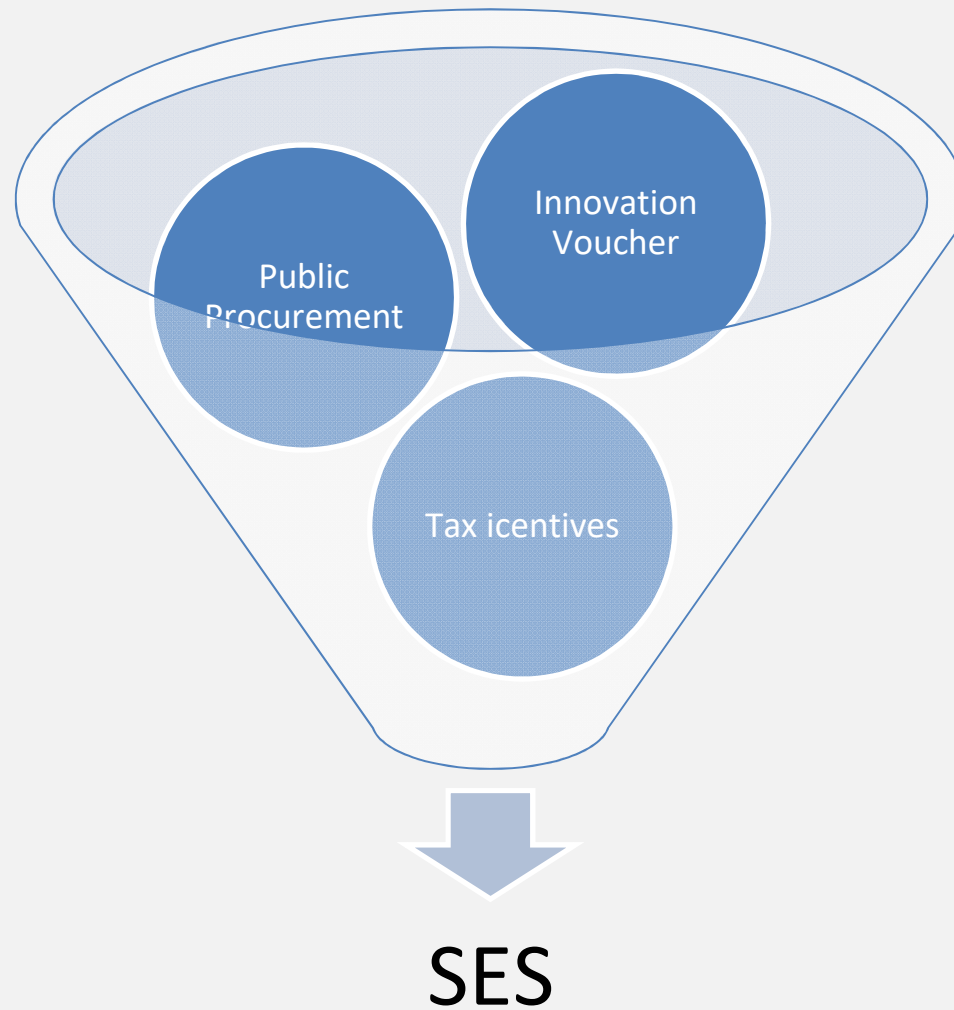 Innovation
Voucher
Public
Procurement
Tax icentives
SES